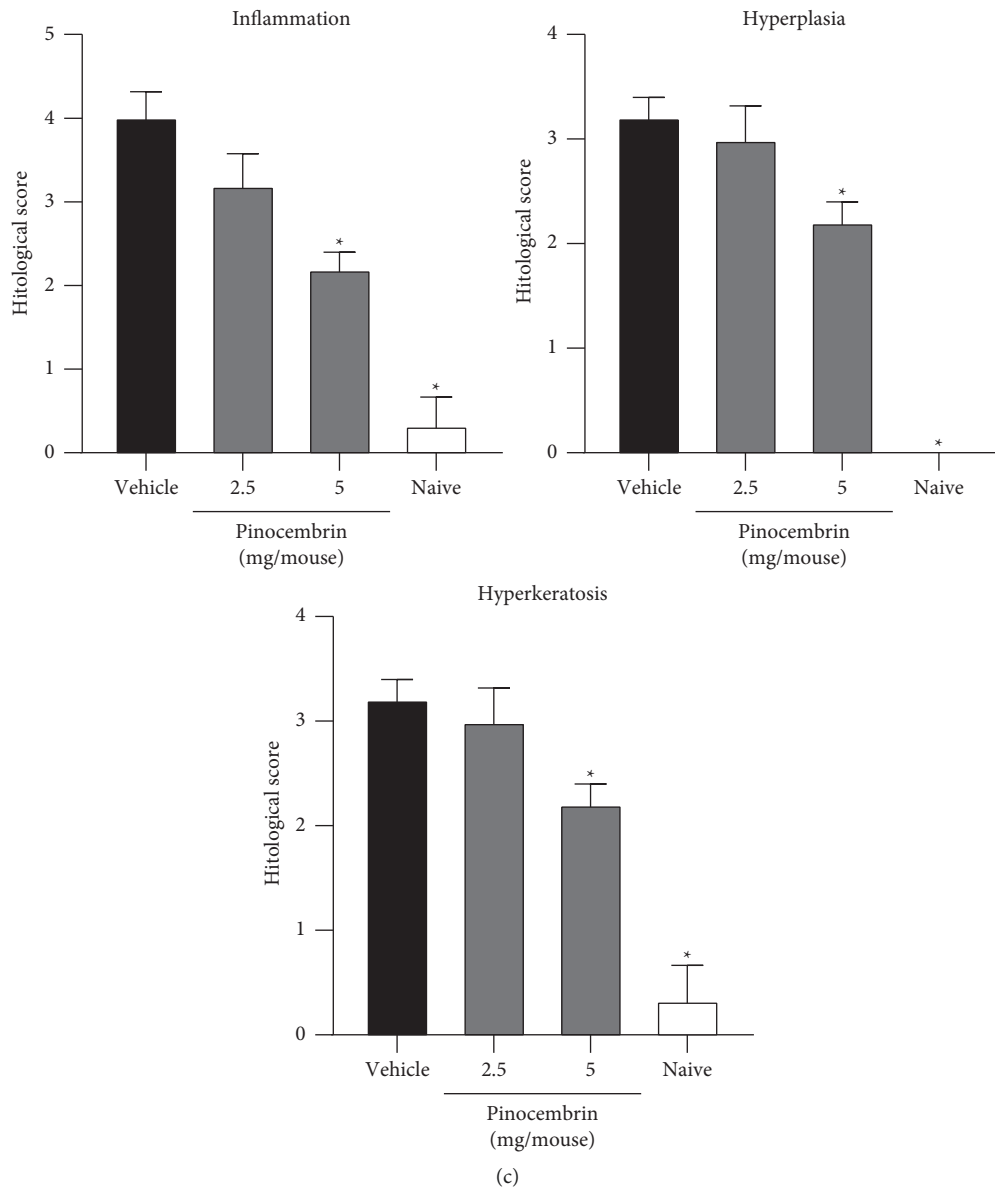 Inflammation
5
4
3
2
1
0
Hitological score
*
*
Vehicle 2.5 5 Naive
Pinocembrin
(mg/mouse)
Hyperplasia
4
3
2
1
0
Hitological score
*
*
Vehicle 2.5 5 Naive
Pinocembrin
(mg/mouse)
Hyperkeratosis
4
3
2
1
0
Hitological score
*
*
Vehicle 2.5 5 Naive
Pinocembrin
(mg/mouse)
(c)